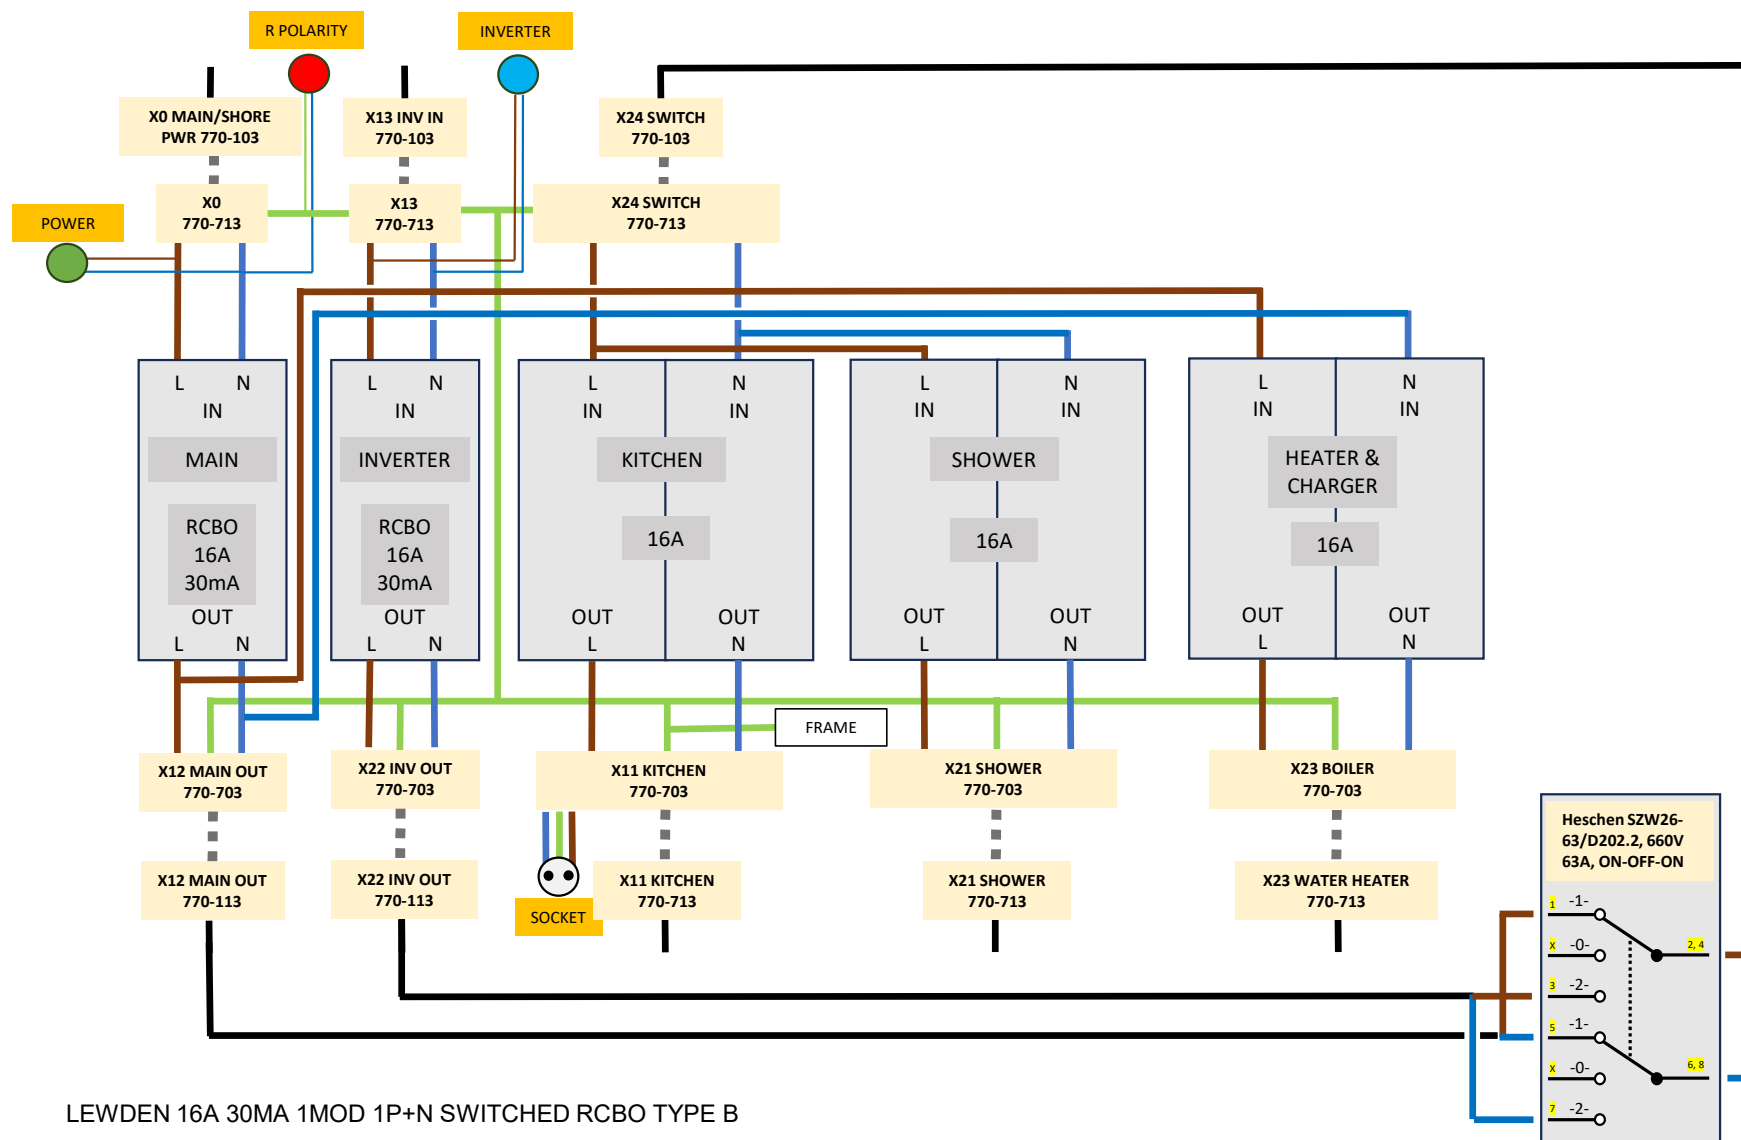 R POLARITY
INVERTER
X0 MAIN/SHORE
PWR 770-103
X13 INV IN
770-103
X24 SWITCH
770-103
X0
770-713
X13
770-713
X24 SWITCH
770-713
POWER
L N
IN
MAIN
RCBO
16A
30mA
OUT
L N
L N
IN
INVERTER
RCBO
16A
30mA
OUT
L N
L N
IN IN
KITCHEN
16A
OUT OUT
L N
L N
IN IN
SHOWER
16A
OUT OUT
L N
L N
IN IN
HEATER &
CHARGER
16A
OUT OUT
L N
FRAME
X12 MAIN OUT
770-703
X22 INV OUT
770-703
X11 KITCHEN
770-703
X21 SHOWER
770-703
X23 BOILER
770-703
X12 MAIN OUT
770-113
X22 INV OUT
770-113
SOCKET
X11 KITCHEN
770-713
X21 SHOWER
770-713
X23 WATER HEATER
770-713
Heschen SZW26-
63/D202.2, 660V
63A, ON-OFF-ON
1 -1-
X -0- 2, 4
3 -2-
5 -1-
X -0- 6, 8
7 -2-
LEWDEN 16A 30MA 1MOD 1P+N SWITCHED RCBO TYPE B